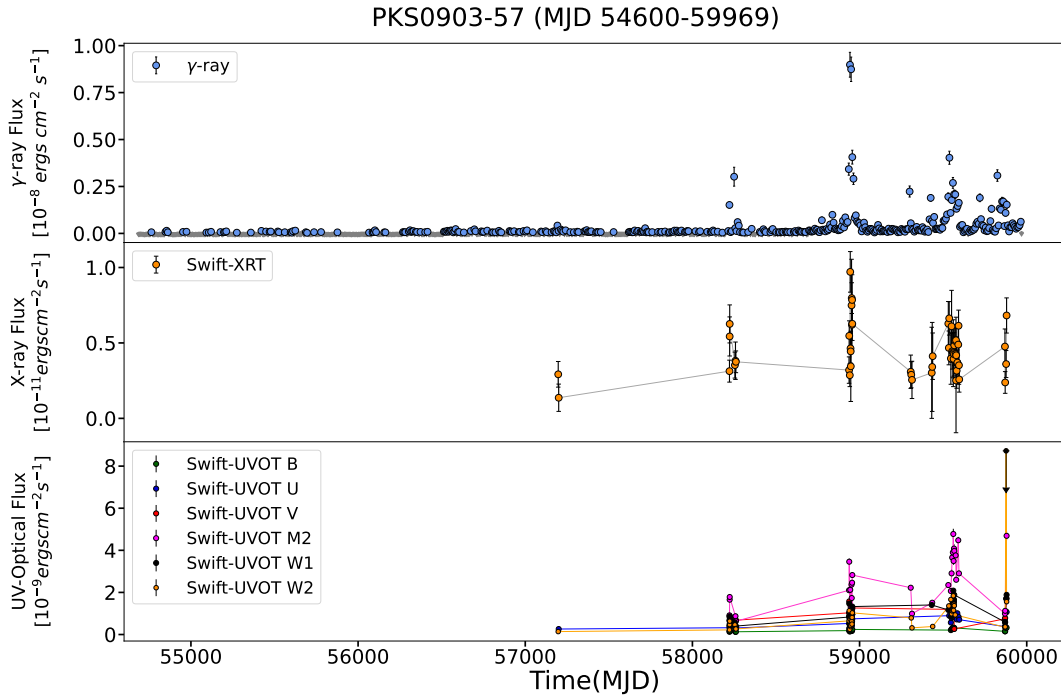 PKS0903-57 (MJD 54600-59969)
γ-ray Flux
[10⁻⁸ ergs cm⁻² s⁻¹]
1.00
0.75
0.50
0.25
0.00
γ-ray
X-ray Flux
[10⁻¹¹ergscm⁻²s⁻¹]
1.0
0.5
0.0
Swift-XRT
UV-Optical Flux
[10⁻⁹ergscm⁻²s⁻¹]
8
6
4
2
0
Swift-UVOT B
Swift-UVOT U
Swift-UVOT V
Swift-UVOT M2
Swift-UVOT W1
Swift-UVOT W2
55000 56000 57000 58000 59000 60000
Time(MJD)